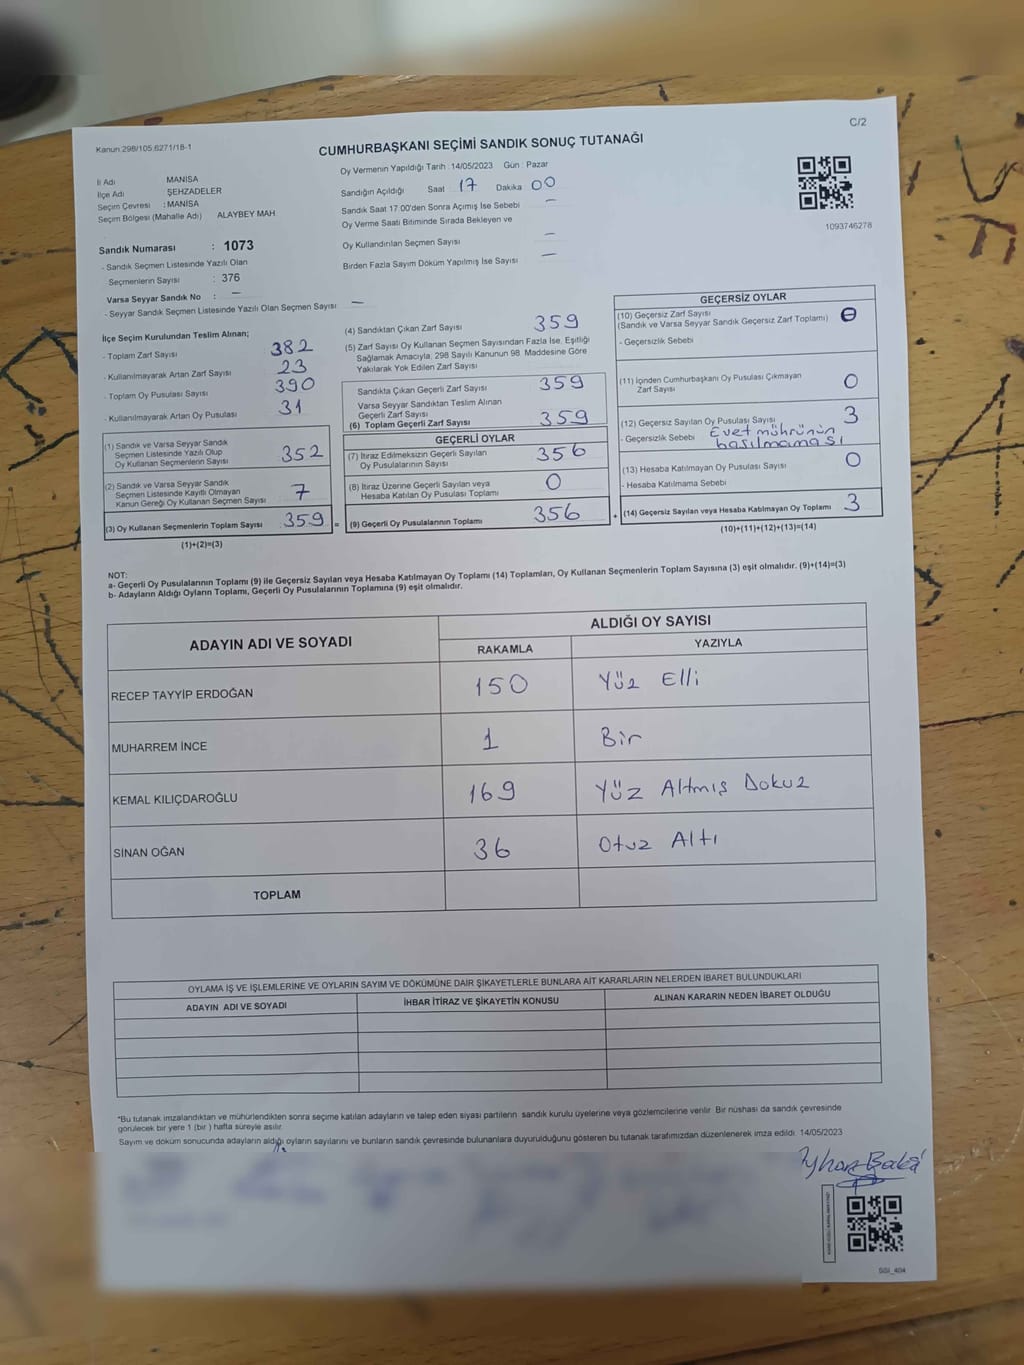 C/2
Kanun 298/105.6271/18-1
CUMHURBAŞKANI SEÇİMİ SANDIK SONUÇ TUTANAĞI
Oy Vermenin Yapıldığı Tarih : 14/05/2023 Gün : Pazar
İl Adı MANİSA
İlçe Adı : ŞEHZADELER
Seçim Çevresi : MANİSA
Seçim Bölgesi (Mahalle Adı) ALAYBEY MAH
Sandığın Açıldığı Saat 17 Dakika 00
Sandık Saat 17.00'den Sonra Açımış İse Sebebi —
Oy Verme Saati Bitiminde Sırada Bekleyen ve
Oy Kullandırılan Seçmen Sayısı —
Birden Fazla Sayım Döküm Yapılmış İse Sayısı —
1093746278
Sandık Numarası : 1073
- Sandık Seçmen Listesinde Yazılı Olan
Seçmenlerin Sayısı : 376
Varsa Seyyar Sandık No : —
- Seyyar Sandık Seçmen Listesinde Yazılı Olan Seçmen Sayısı —
İlçe Seçim Kurulundan Teslim Alınan;
- Toplam Zarf Sayısı 382
- Kullanılmayarak Artan Zarf Sayısı 23
- Toplam Oy Pusulası Sayısı 390
- Kullanılmayarak Artan Oy Pusulası 31
(1) Sandık ve Varsa Seyyar Sandık
Seçmen Listesinde Yazılı Olup
Oy Kullanan Seçmenlerin Sayısı 352
(2) Sandık ve Varsa Seyyar Sandık
Seçmen Listesinde Kayıtlı Olmayan
Kanun Gereği Oy Kullanan Seçmen Sayısı 7
(3) Oy Kullanan Seçmenlerin Toplam Sayısı 359 =
(1)+(2)=(3)
(4) Sandıktan Çıkan Zarf Sayısı 359
(5) Zarf Sayısı Oy Kullanan Seçmen Sayısından Fazla İse, Eşitliği
Sağlamak Amacıyla, 298 Sayılı Kanunun 98. Maddesine Göre
Yakılarak Yok Edilen Zarf Sayısı
Sandıkta Çıkan Geçerli Zarf Sayısı 359
Varsa Seyyar Sandıktan Teslim Alınan
Geçerli Zarf Sayısı
(6) Toplam Geçerli Zarf Sayısı 359
GEÇERLİ OYLAR
(7) İtiraz Edilmeksizin Geçerli Sayılan
Oy Pusulalarının Sayısı 356
(8) İtiraz Üzerine Geçerli Sayılan veya
Hesaba Katılan Oy Pusulası Toplamı 0
(9) Geçerli Oy Pusulalarının Toplamı 356 +
GEÇERSİZ OYLAR
(10) Geçersiz Zarf Sayısı
(Sandık ve Varsa Seyyar Sandık Geçersiz Zarf Toplamı) 0
- Geçersizlik Sebebi
(11) İçinden Cumhurbaşkanı Oy Pusulası Çıkmayan
Zarf Sayısı 0
(12) Geçersiz Sayılan Oy Pusulası Sayısı 3
- Geçersizlik Sebebi Evet mührünün
basılmaması
(13) Hesaba Katılmayan Oy Pusulası Sayısı 0
- Hesaba Katılmama Sebebi
(14) Geçersiz Sayılan veya Hesaba Katılmayan Oy Toplamı 3
(10)+(11)+(12)+(13)=(14)
NOT:
a- Geçerli Oy Pusulalarının Toplamı (9) ile Geçersiz Sayılan veya Hesaba Katılmayan Oy Toplamı (14) Toplamları, Oy Kullanan Seçmenlerin Toplam Sayısına (3) eşit olmalıdır. (9)+(14)=(3)
b- Adayların Aldığı Oyların Toplamı, Geçerli Oy Pusulalarının Toplamına (9) eşit olmalıdır.
ADAYIN ADI VE SOYADI ALDIĞI OY SAYISI
RAKAMLA YAZIYLA
RECEP TAYYİP ERDOĞAN 150 Yüz Elli
MUHARREM İNCE 1 Bir
KEMAL KILIÇDAROĞLU 169 Yüz Altmış Dokuz
SİNAN OĞAN 36 Otuz Altı
TOPLAM
OYLAMA İŞ VE İŞLEMLERİNE VE OYLARIN SAYIM VE DÖKÜMÜNE DAİR ŞİKAYETLERLE BUNLARA AİT KARARLARIN NELERDEN İBARET BULUNDUKLARI
ADAYIN ADI VE SOYADI İHBAR İTİRAZ VE ŞİKAYETİN KONUSU ALINAN KARARIN NEDEN İBARET OLDUĞU
*Bu tutanak imzalandıktan ve mühürlendikten sonra seçime katılan adayların ve talep eden siyasi partilerin sandık kurulu üyelerine veya gözlemcilerine verilir. Bir nüshası da sandık çevresinde
görülecek bir yere 1 (bir ) hafta süreyle asılır.
Sayım ve döküm sonucunda adayların aldığı oyların sayılarını ve bunların sandık çevresinde bulunanlara duyurulduğunu gösteren bu tutanak tarafımızdan düzenlenerek imza edildi. 14/05/2023
SSI_404